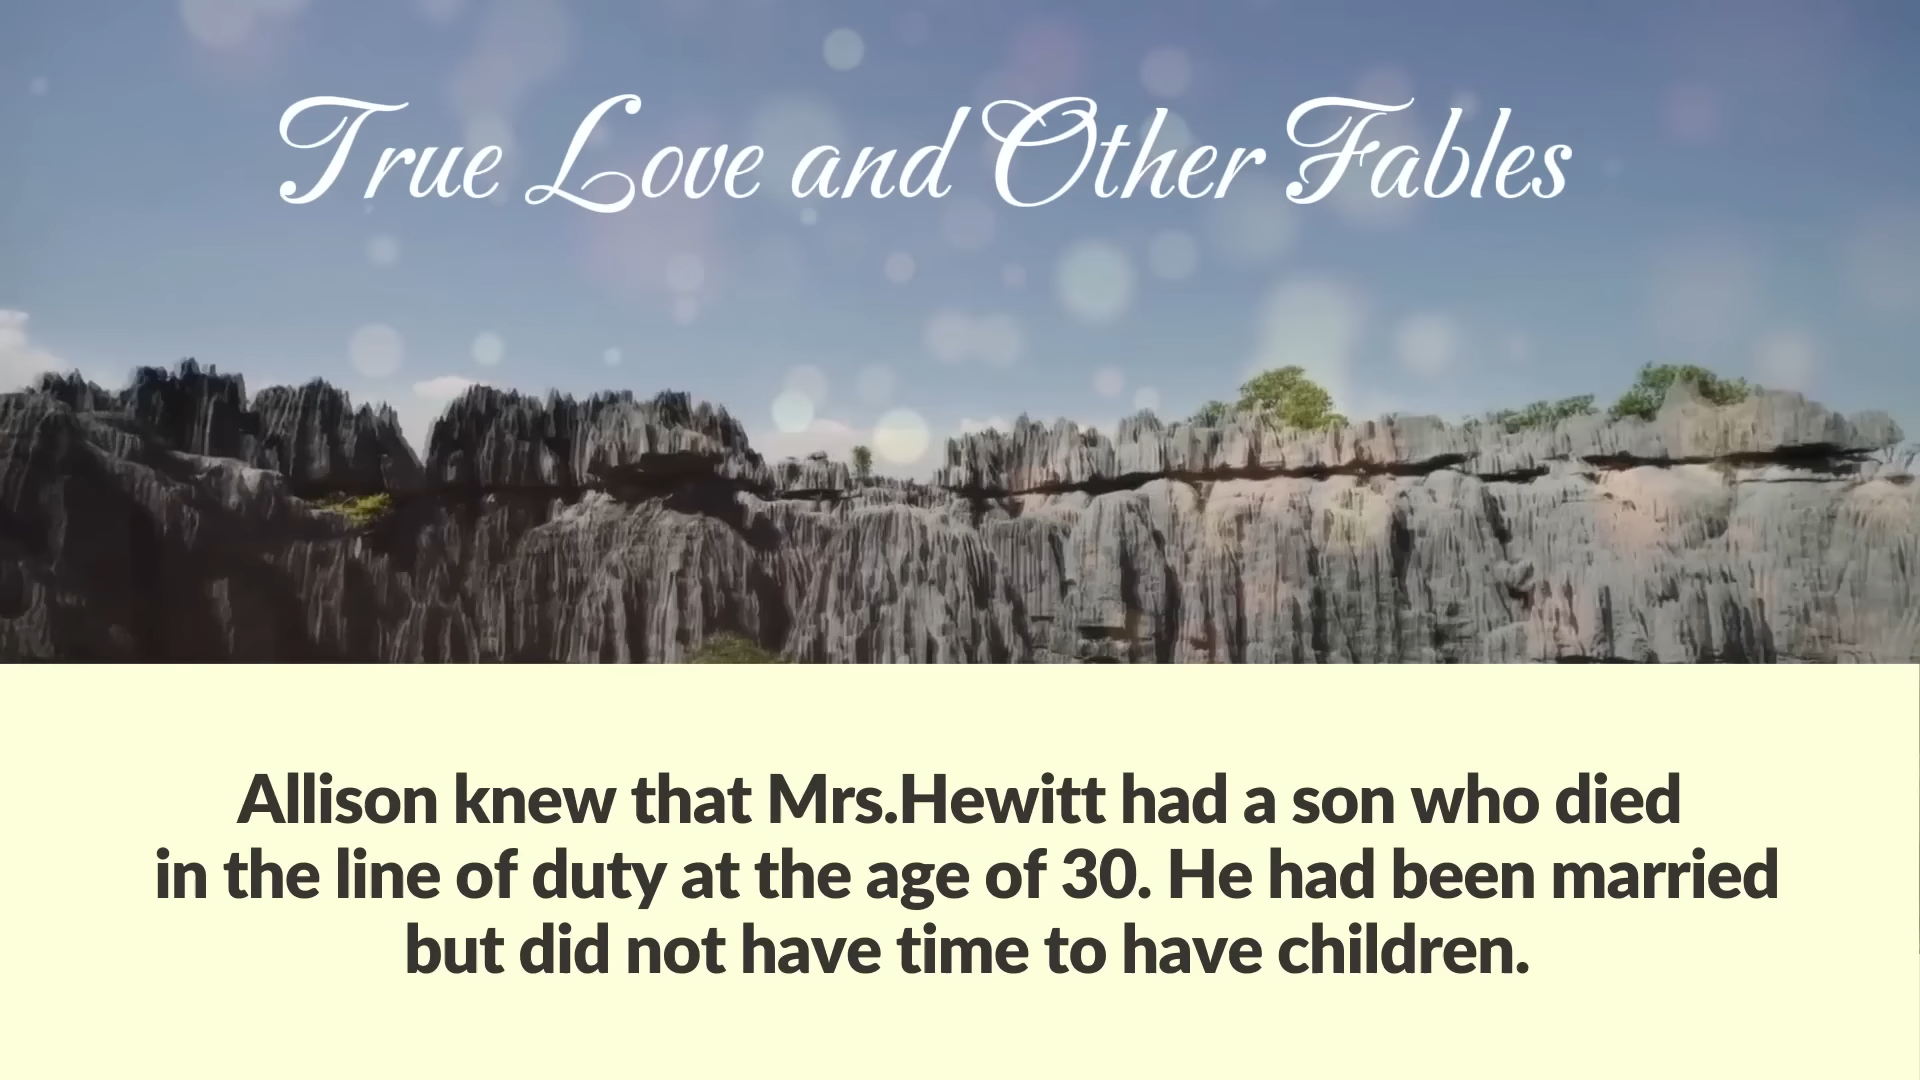 True Love and Other Fables
Allison knew that Mrs.Hewitt had a son who died
in the line of duty at the age of 30. He had been married
but did not have time to have children.